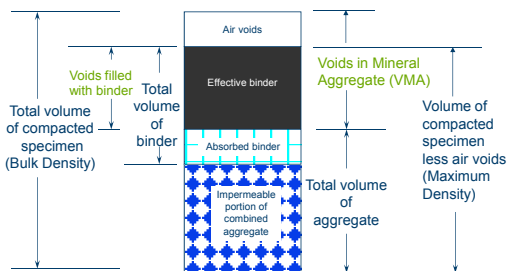 Air voids
Voids filled
with binder
Total
volume
of
binder
Effective binder
Voids in Mineral
Aggregate (VMA)
Total volume
of compacted
specimen
(Bulk Density)
Volume of
compacted
specimen
less air voids
(Maximum
Density)
Absorbed binder
Total volume
of
aggregate
Impermeable
portion of
combined
aggregate